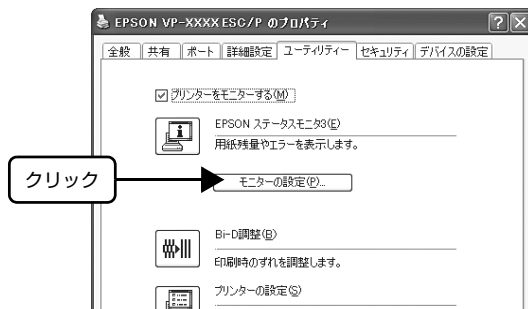 EPSON VP-XXXX ESC/P のプロパティ
全般 共有 ポート 詳細設定 ユーティリティー セキュリティ デバイスの設定
プリンターをモニターする(M)
EPSON ステータスモニタ3(E)
用紙残量やエラーを表示します。
クリック
モニターの設定(P)...
Bi-D調整(B)
印刷時のずれを調整します。
プリンターの設定(S)